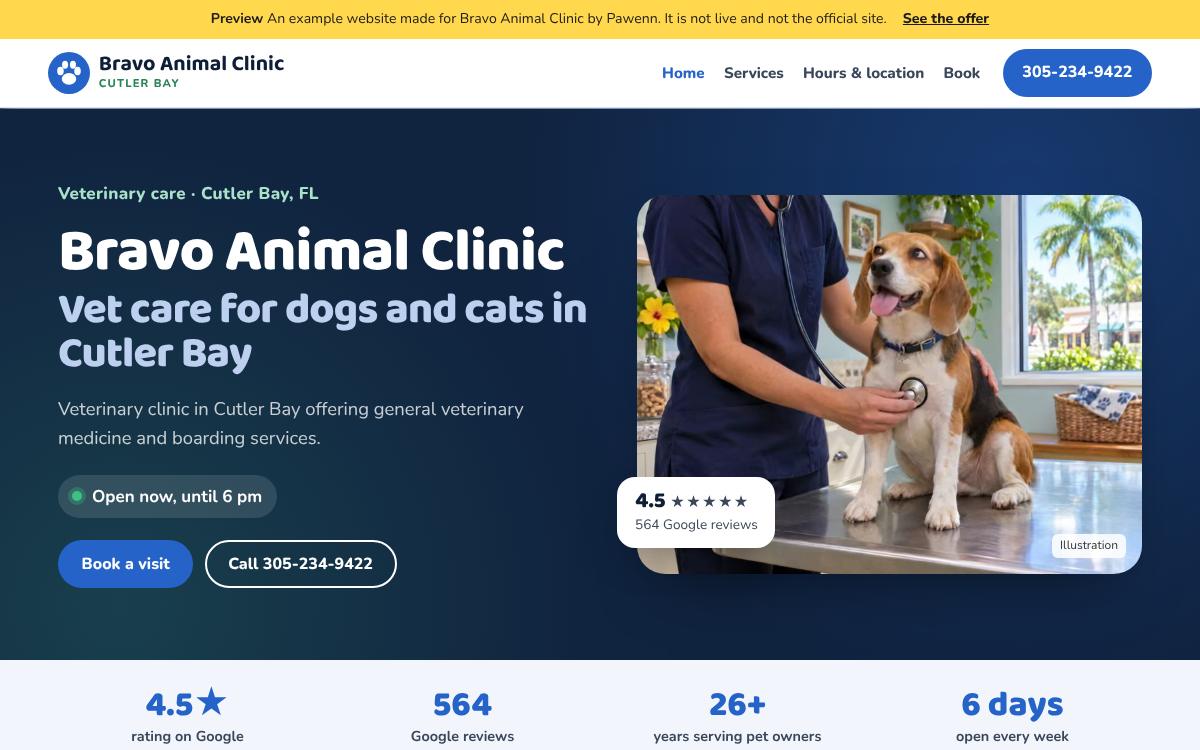 Preview An example website made for Bravo Animal Clinic by Pawenn. It is not live and not the official site. See the offer
Bravo Animal Clinic
CUTLER BAY
Home Services Hours & location Book 305-234-9422
Veterinary care · Cutler Bay, FL
Bravo Animal Clinic
Vet care for dogs and cats in
Cutler Bay
Veterinary clinic in Cutler Bay offering general veterinary
medicine and boarding services.
Open now, until 6 pm
Book a visit Call 305-234-9422
4.5 ★★★★★
564 Google reviews
Illustration
4.5★ 564 26+ 6 days
rating on Google Google reviews years serving pet owners open every week